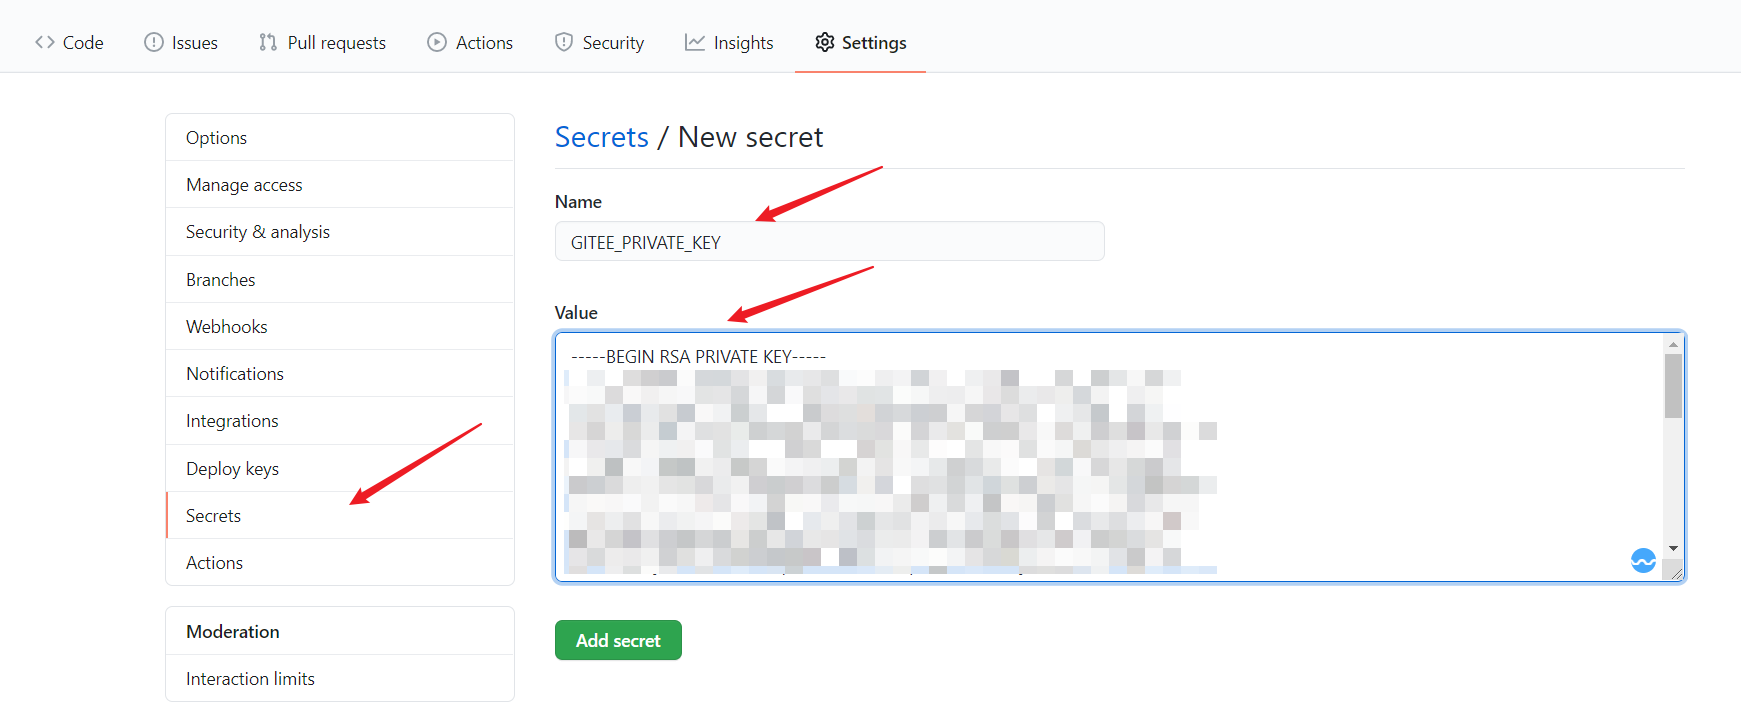 Code Issues Pull requests Actions Security Insights Settings
Options
Manage access
Security & analysis
Branches
Webhooks
Notifications
Integrations
Deploy keys
Secrets
Actions
Moderation
Interaction limits
Secrets / New secret
Name
GITEE_PRIVATE_KEY
Value
-----BEGIN RSA PRIVATE KEY-----
Add secret